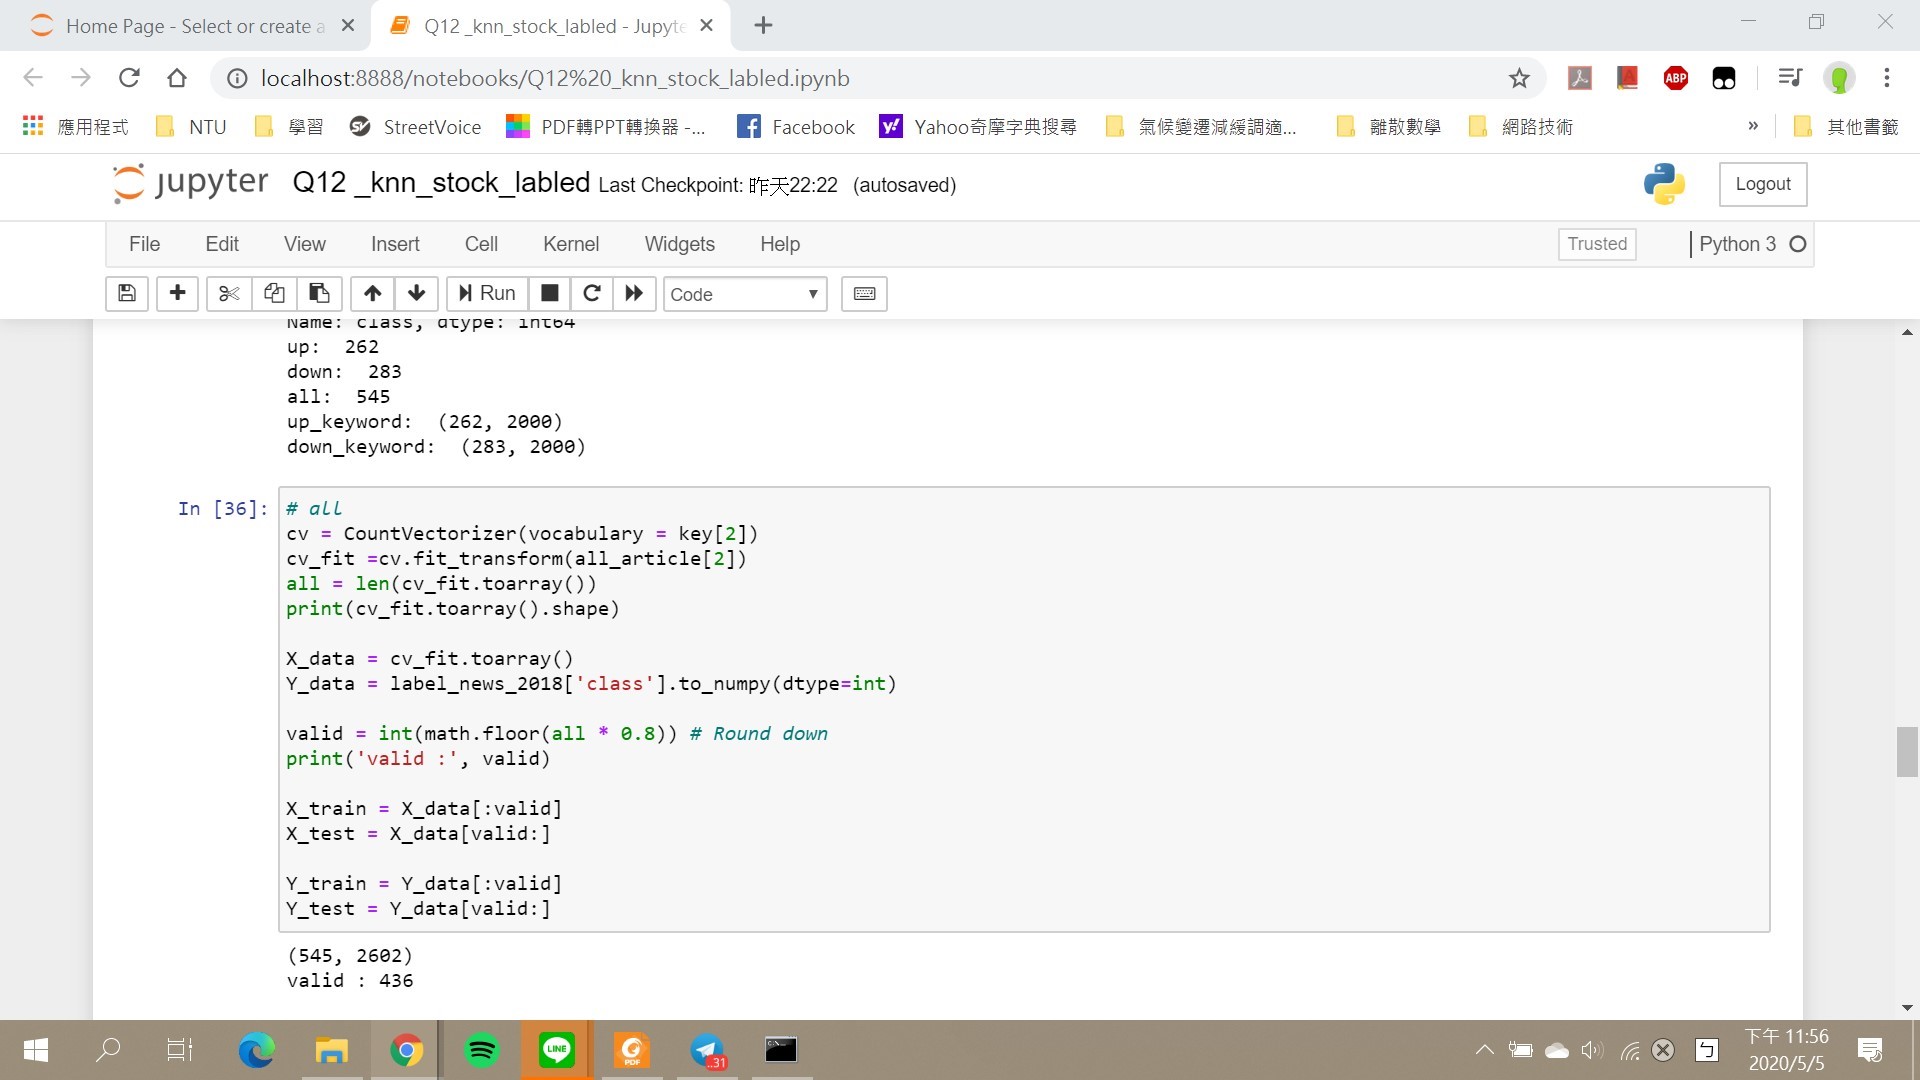 Home Page - Select or create a
Q12 _knn_stock_labled - Jupyte
localhost:8888/notebooks/Q12%20_knn_stock_labled.ipynb
ABP
應用程式
NTU
學習
StreetVoice
PDF轉PPT轉換器 -...
Facebook
Yahoo奇摩字典搜尋
氣候變遷減緩調適...
離散數學
網路技術
»
其他書籤
jupyter
Q12 _knn_stock_labled Last Checkpoint: 昨天22:22 (autosaved)
Logout
File Edit View Insert Cell Kernel Widgets Help
Trusted
Python 3
Run
Code
Name: class, dtype: int64
up:  262
down:  283
all:  545
up_keyword:  (262, 2000)
down_keyword:  (283, 2000)
In [36]:
# all
cv = CountVectorizer(vocabulary = key[2])
cv_fit =cv.fit_transform(all_article[2])
all = len(cv_fit.toarray())
print(cv_fit.toarray().shape)
X_data = cv_fit.toarray()
Y_data = label_news_2018['class'].to_numpy(dtype=int)
valid = int(math.floor(all * 0.8)) # Round down
print('valid :', valid)
X_train = X_data[:valid]
X_test = X_data[valid:]
Y_train = Y_data[:valid]
Y_test = Y_data[valid:]
(545, 2602)
valid : 436
LINE
PDF
31
ㄅ
下午 11:56
2020/5/5